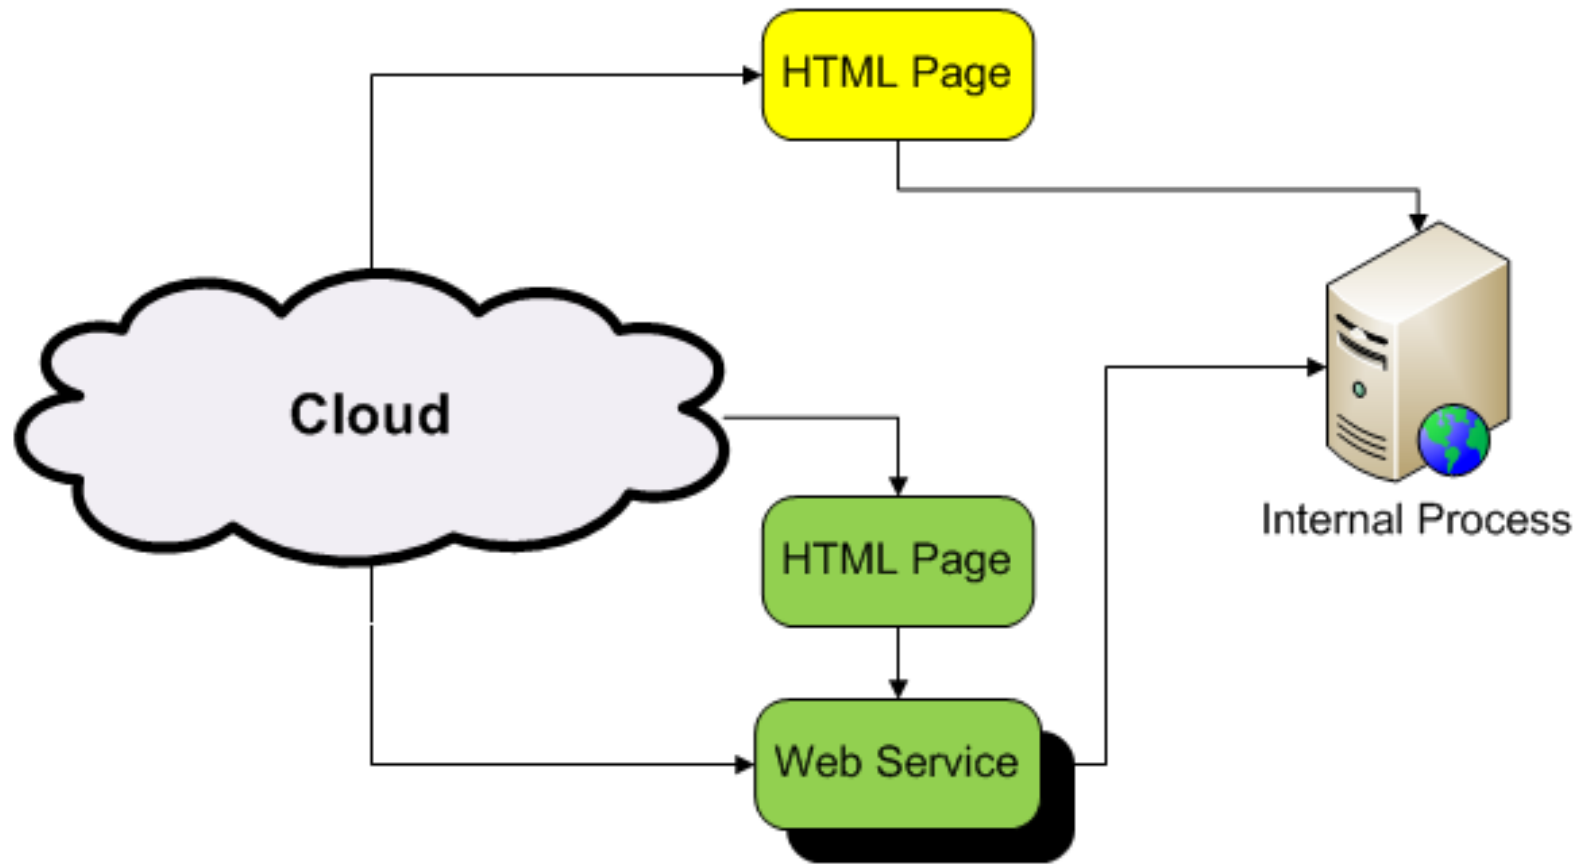 HTML Page
Cloud
Internal Process
HTML Page
Web Service